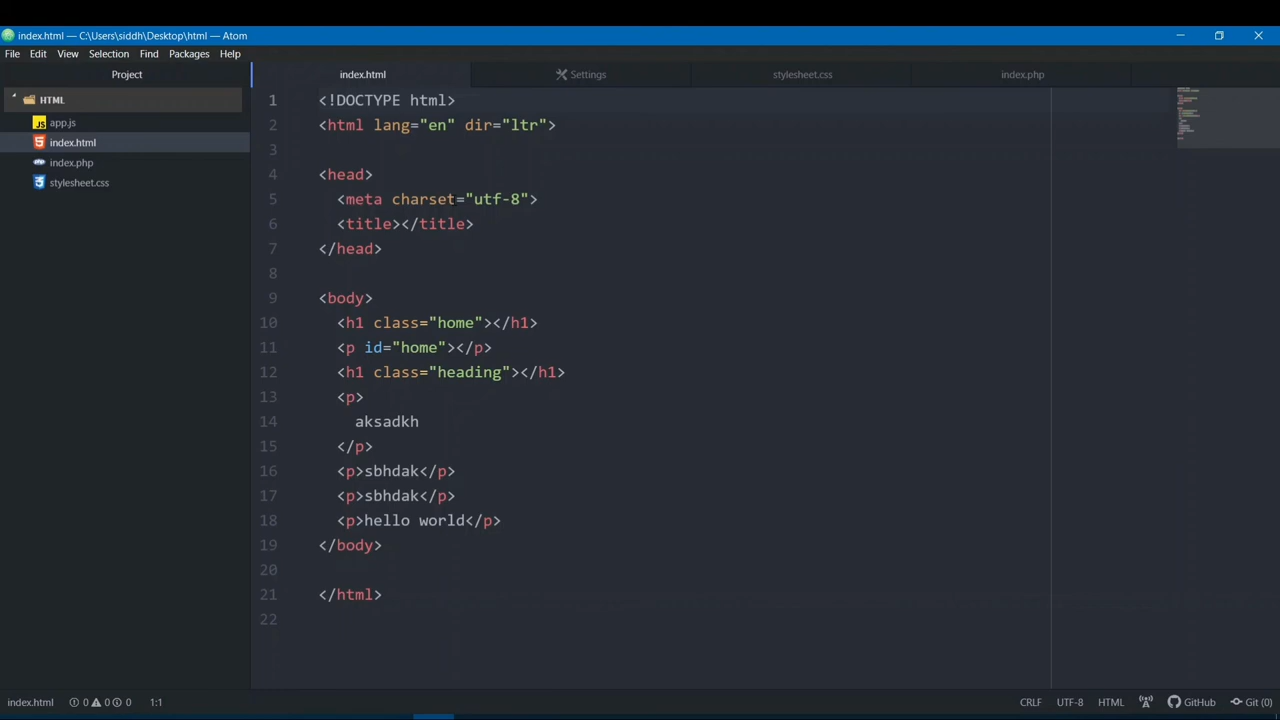 index.html — C:\Users\siddh\Desktop\html — Atom
File Edit View Selection Find Packages Help
Project
HTML
app.js
index.html
index.php
stylesheet.css
index.html Settings stylesheet.css index.php
1 <!DOCTYPE html>
2 <html lang="en" dir="ltr">
3
4 <head>
5 <meta charset="utf-8">
6 <title></title>
7 </head>
8
9 <body>
10 <h1 class="home"></h1>
11 <p id="home"></p>
12 <h1 class="heading"></h1>
13 <p>
14 aksadkh
15 </p>
16 <p>sbhdak</p>
17 <p>sbhdak</p>
18 <p>hello world</p>
19 </body>
20
21 </html>
22
index.html 0 0 0 1:1 CRLF UTF-8 HTML GitHub Git (0)